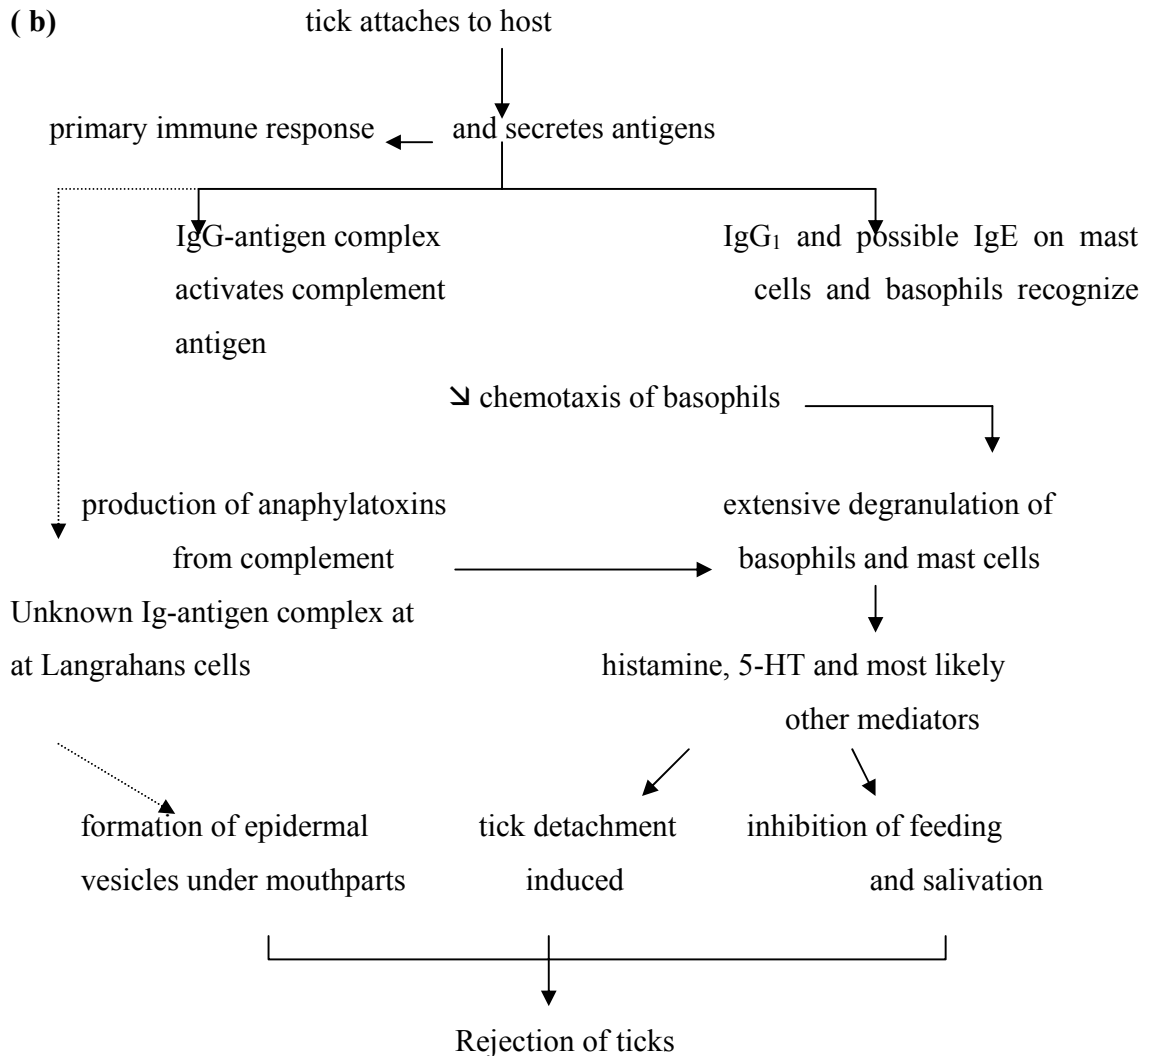 ( b) tick attaches to host
primary immune response and secretes antigens
IgG-antigen complex
activates complement
antigen
IgG₁ and possible IgE on mast
cells and basophils recognize
↘ chemotaxis of basophils
production of anaphylatoxins
from complement
extensive degranulation of
basophils and mast cells
Unknown Ig-antigen complex at
at Langrahans cells
histamine, 5-HT and most likely
other mediators
formation of epidermal
vesicles under mouthparts
tick detachment
induced
inhibition of feeding
and salivation
Rejection of ticks